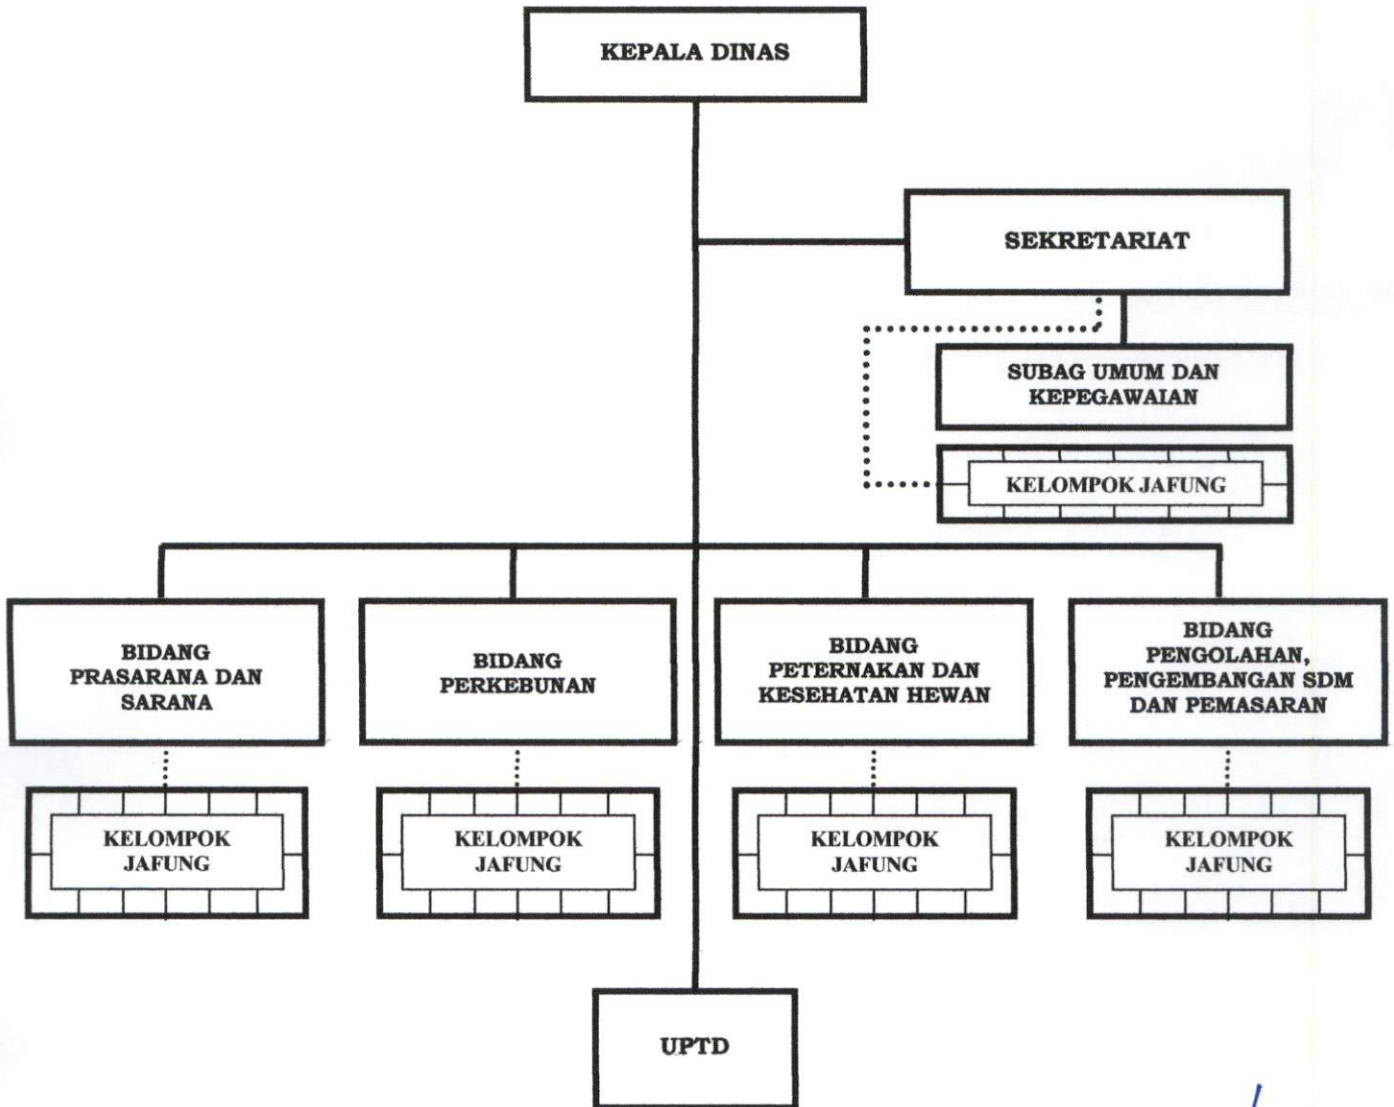 KEPALA DINAS
SEKRETARIAT
SUBAG UMUM DAN
KEPEGAWAIAN
KELOMPOK JAFUNG
BIDANG
PRASARANA DAN
SARANA
BIDANG
PERKEBUNAN
BIDANG
PETERNAKAN DAN
KESEHATAN HEWAN
BIDANG
PENGOLAHAN,
PENGEMBANGAN SDM
DAN PEMASARAN
KELOMPOK
JAFUNG
KELOMPOK
JAFUNG
KELOMPOK
JAFUNG
KELOMPOK
JAFUNG
UPTD